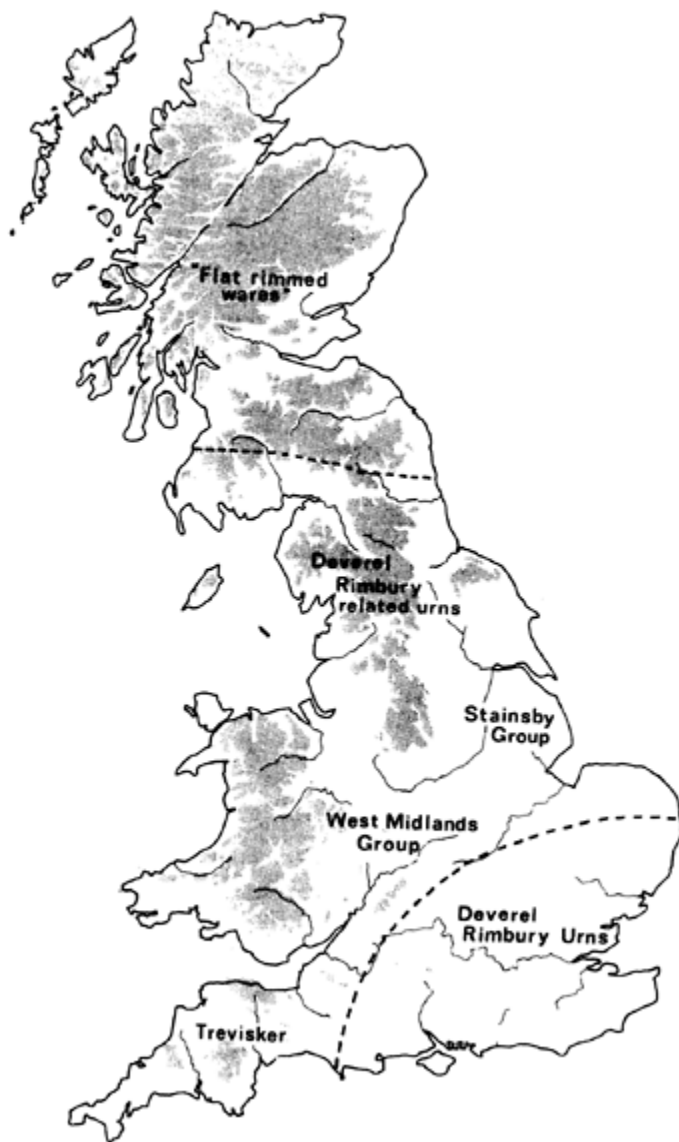 "Flat rimmed
wares"
Deverel
Rimbury
related urns
Stainsby
Group
West Midlands
Group
Deverel
Rimbury Urns
Trevisker